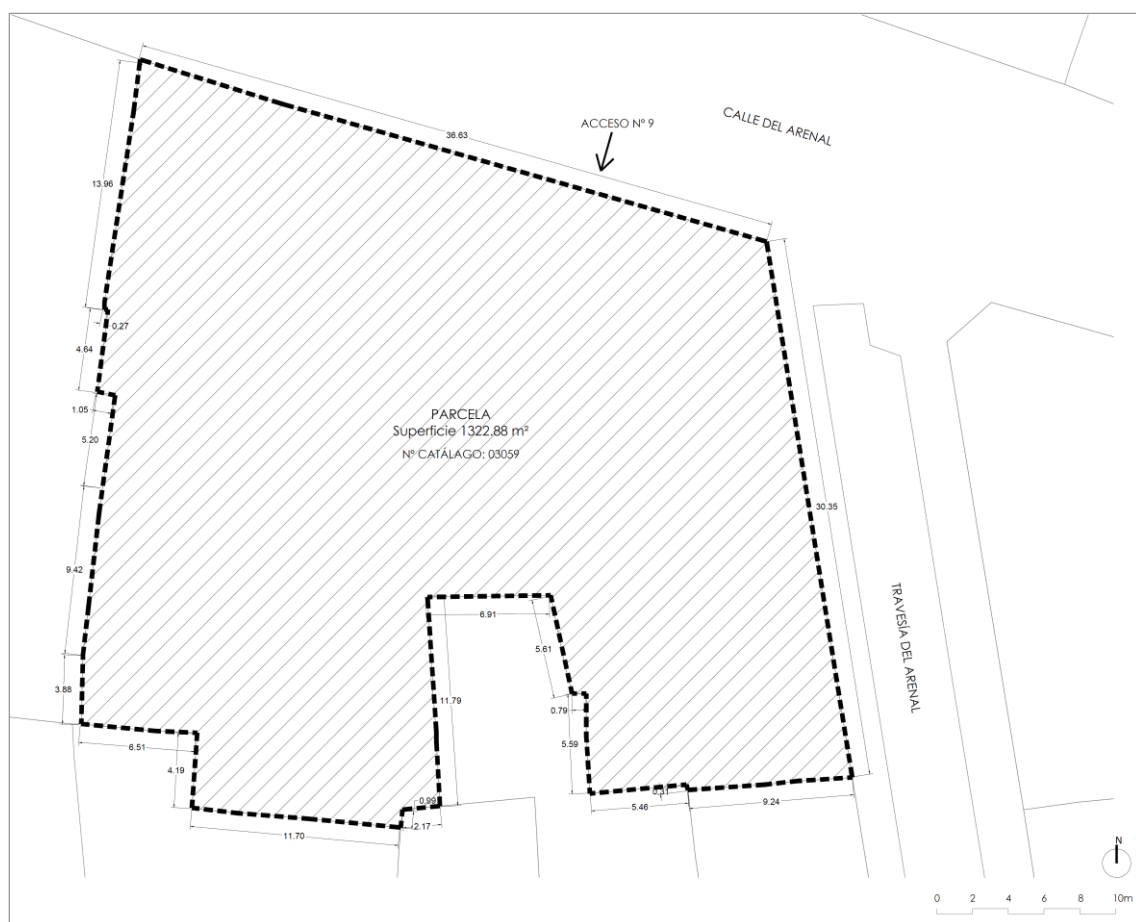 CALLE DEL ARENAL
ACCESO Nº 9
36.63
13.96
0.27
4.64
1.05
5.20
PARCELA
Superficie 1322.88 m²
Nº CATÁLAGO: 03059
30.35
9.42
6.91
5.61
TRAVESÍA DEL ARENAL
3.88
11.79
0.79
6.51
5.59
4.19
0.31
0.99
5.46
9.24
2.17
11.70
N
0 2 4 6 8 10m